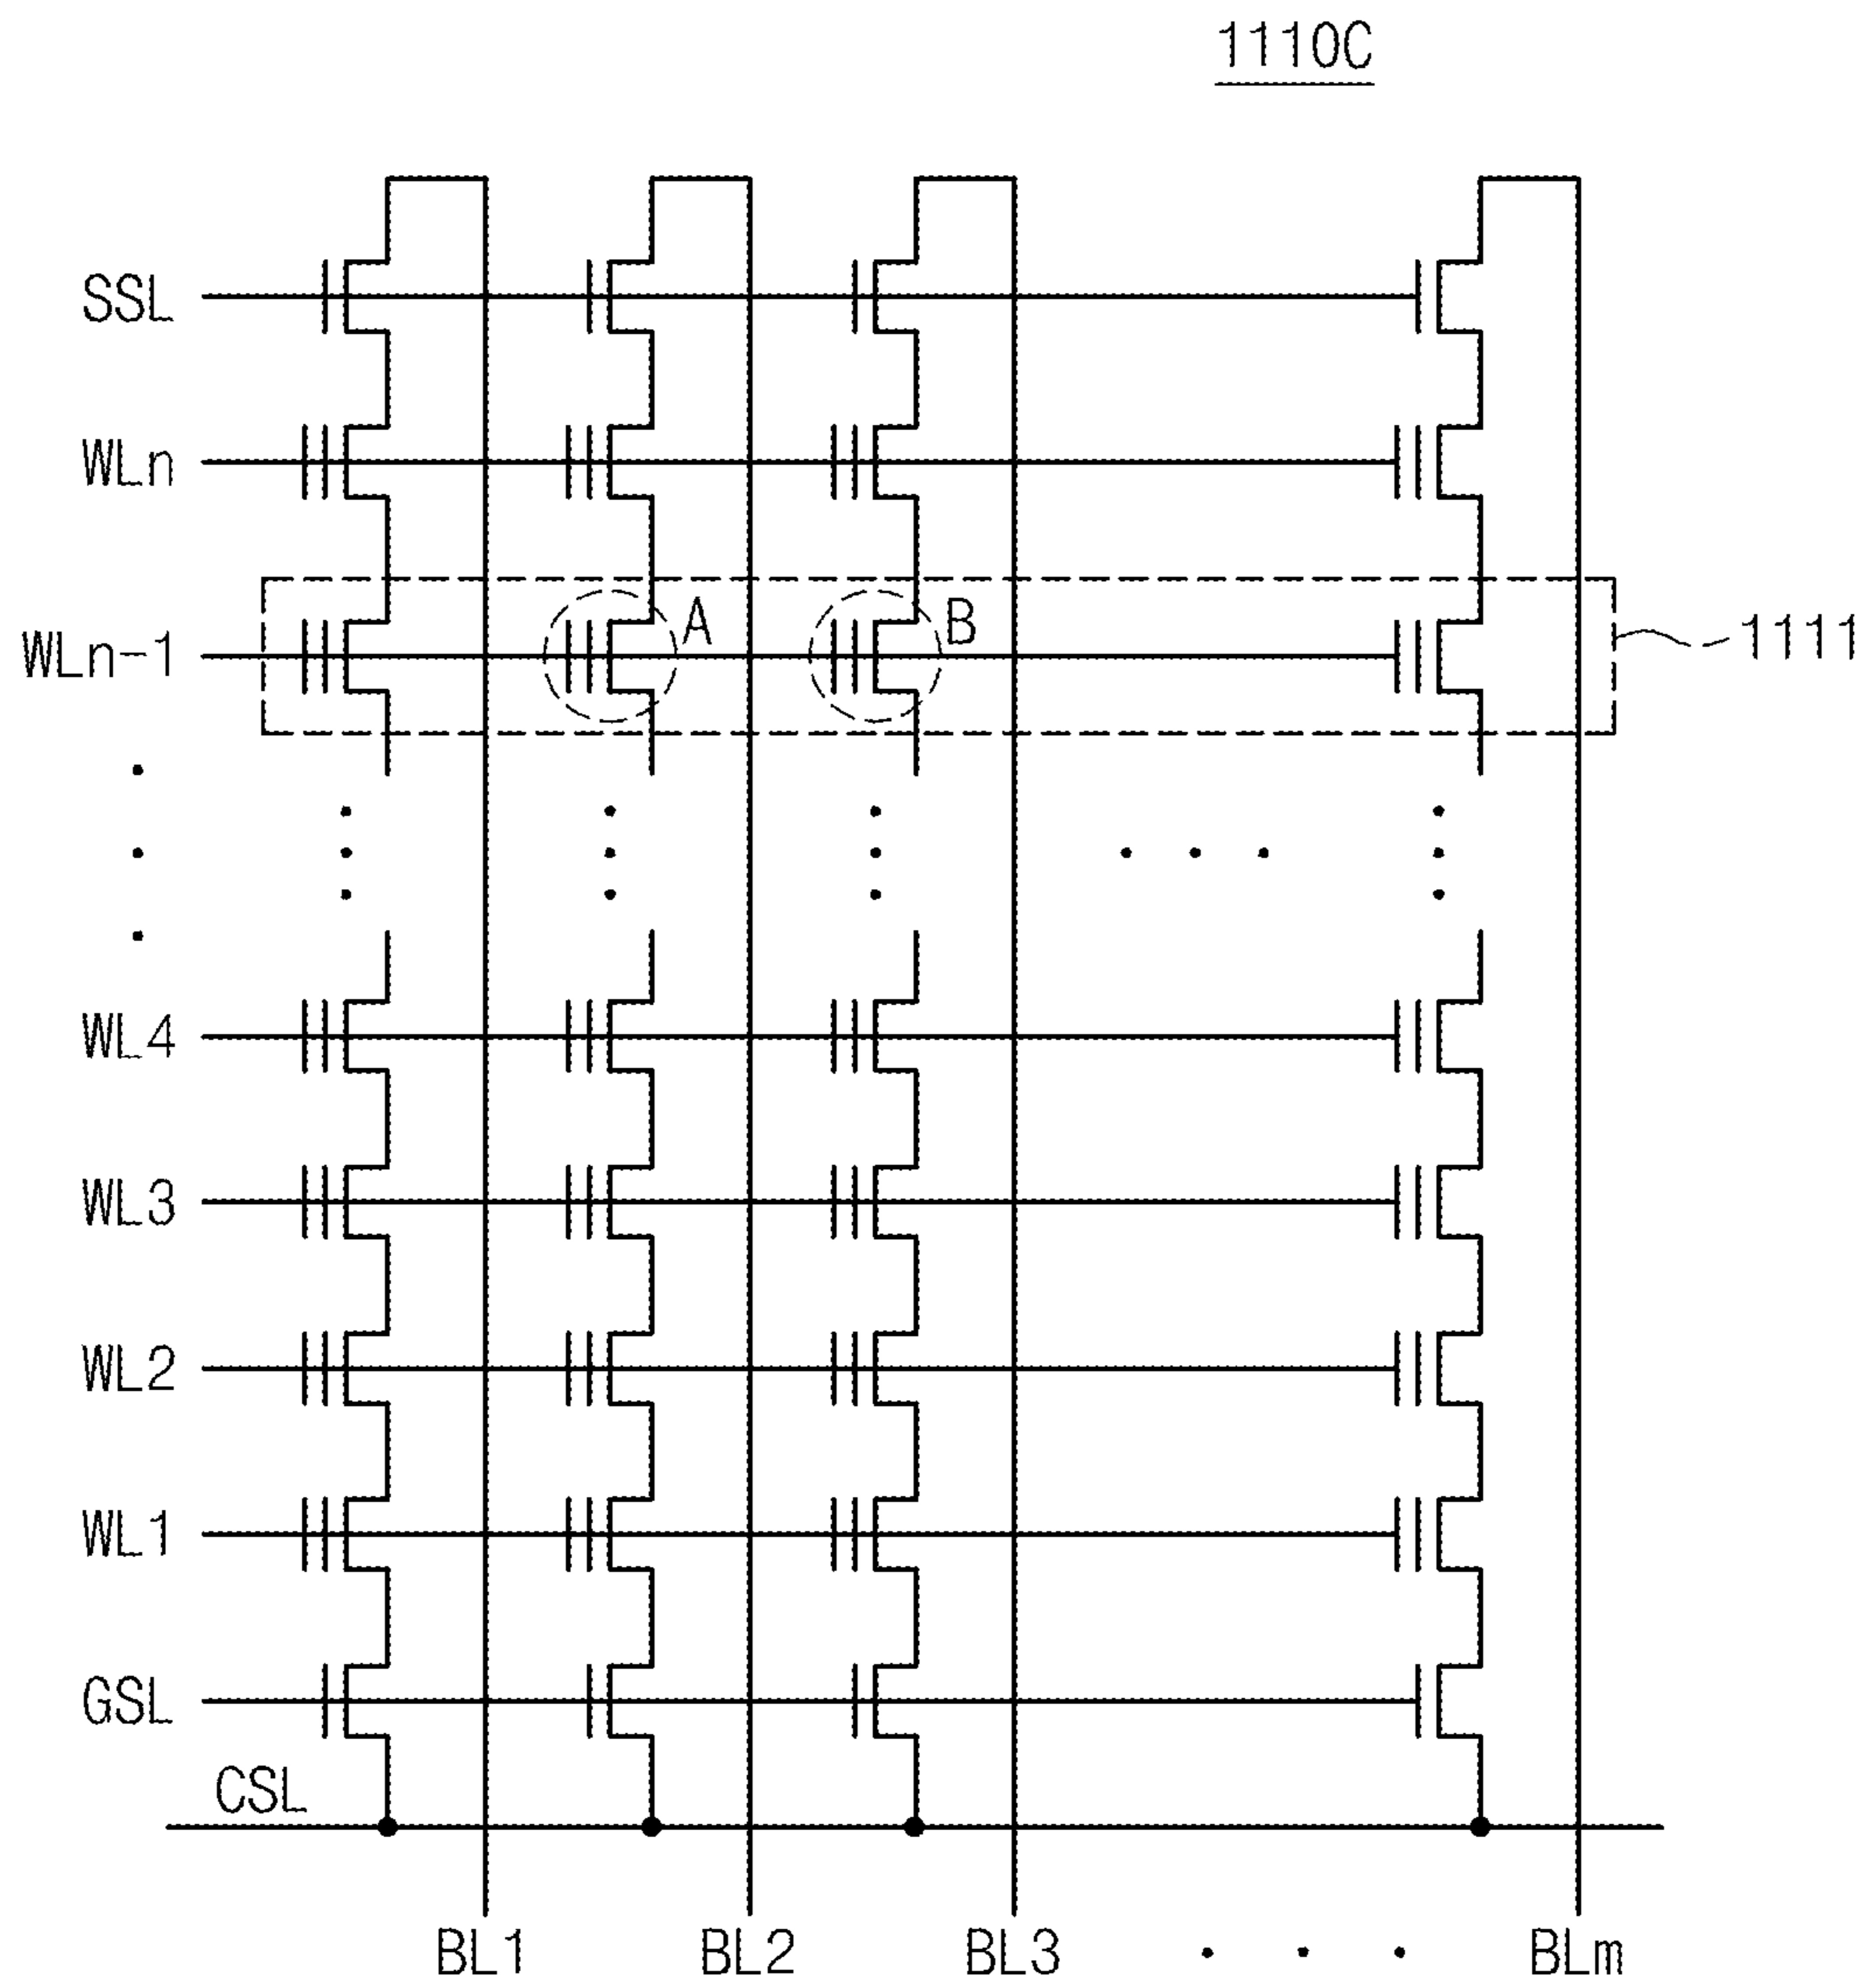 1110C
SSL
WLn
A
B
WLn-1
1111
WL4
WL3
WL2
WL1
GSL
CSL
BL1 BL2 BL3 · · · BLm